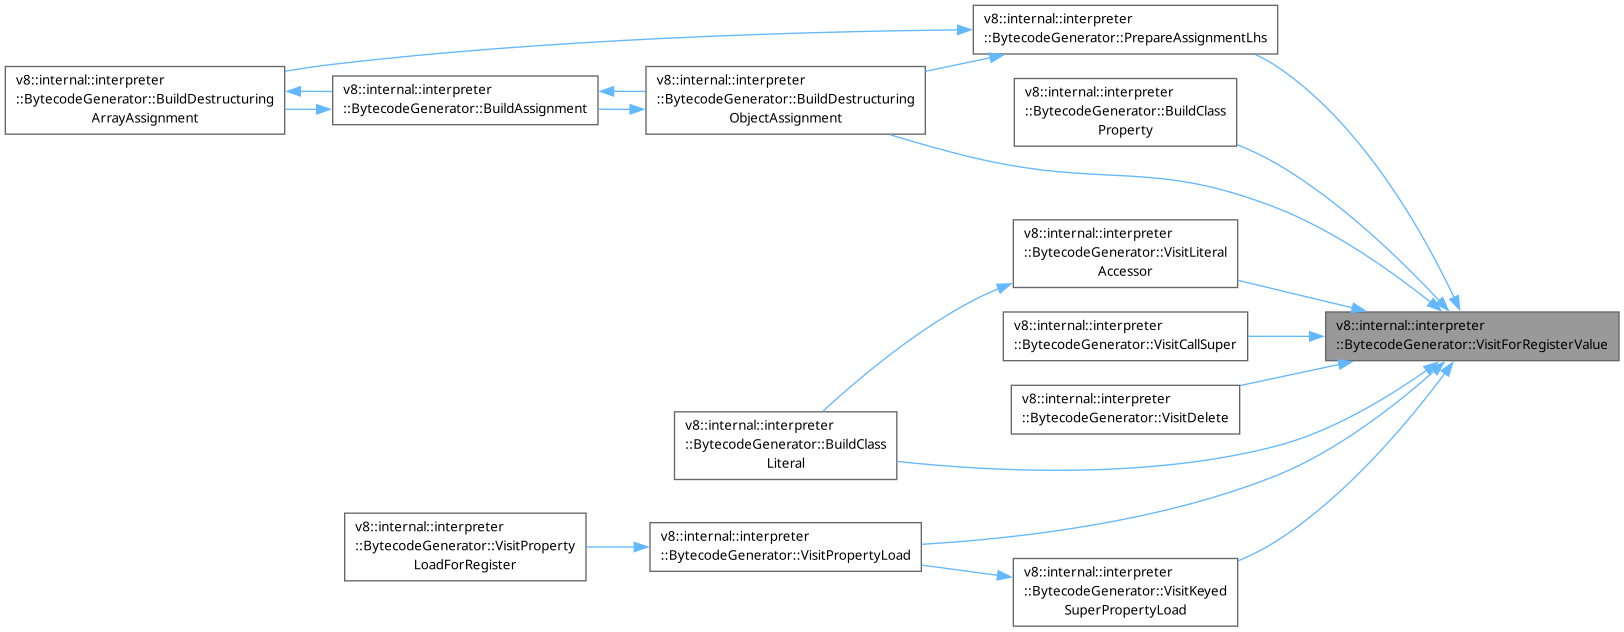 v8::internal::interpreter
::BytecodeGenerator::PrepareAssignmentLhs
v8::internal::interpreter
::BytecodeGenerator::BuildDestructuring
ArrayAssignment
v8::internal::interpreter
::BytecodeGenerator::BuildAssignment
v8::internal::interpreter
::BytecodeGenerator::BuildDestructuring
ObjectAssignment
v8::internal::interpreter
::BytecodeGenerator::BuildClass
Property
v8::internal::interpreter
::BytecodeGenerator::VisitLiteral
Accessor
v8::internal::interpreter
::BytecodeGenerator::VisitCallSuper
v8::internal::interpreter
::BytecodeGenerator::VisitForRegisterValue
v8::internal::interpreter
::BytecodeGenerator::VisitDelete
v8::internal::interpreter
::BytecodeGenerator::BuildClass
Literal
v8::internal::interpreter
::BytecodeGenerator::VisitProperty
LoadForRegister
v8::internal::interpreter
::BytecodeGenerator::VisitPropertyLoad
v8::internal::interpreter
::BytecodeGenerator::VisitKeyed
SuperPropertyLoad